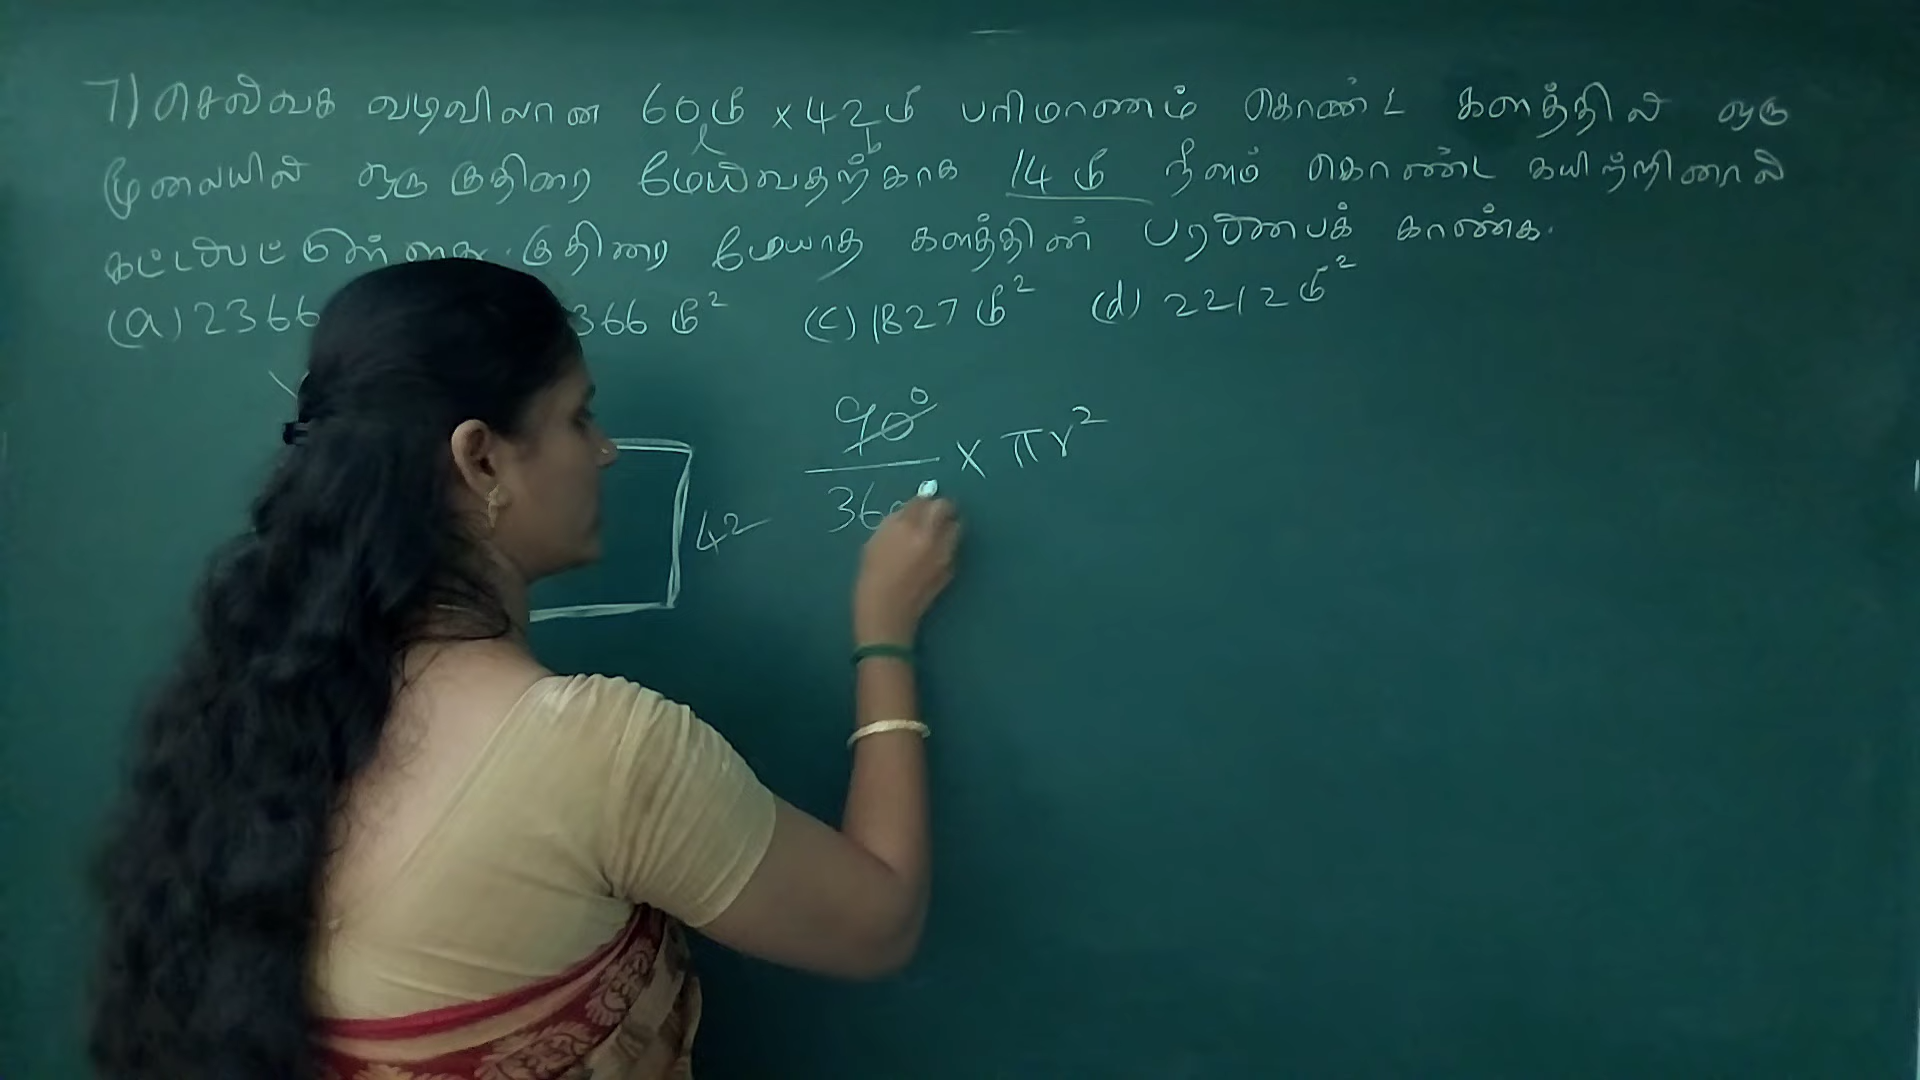 7) செவ்வக வடிவிலான 60மீ x 42மீ பரிமாணம் கொண்ட களத்தில் ஒரு
l b
மூலையில் ஒரு குதிரை மேய்வதற்காக 14 மீ நீளம் கொண்ட கயிற்றினால்
கட்டப்பட்டுள்ளது. குதிரை மேயாத களத்தின் பரப்பைக் காண்க.
(a) 2366 366 மீ² (c) 1827 மீ² (d) 2212 மீ²
90° x πr²
360
42